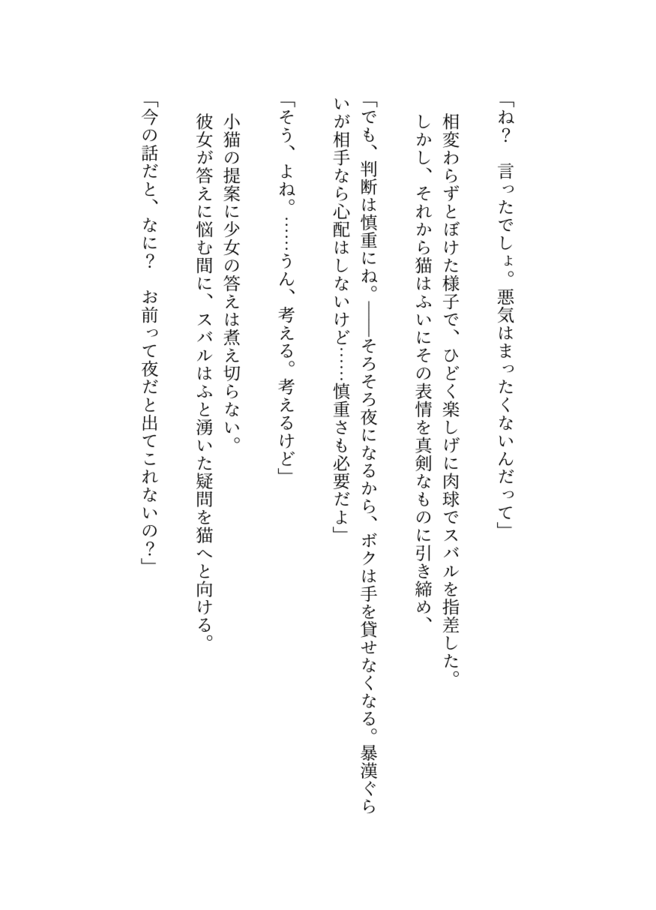 「ね？　言ったでしょ。悪気はまったくないんだって」
　相変わらずとぼけた様子で、ひどく楽しげに肉球でスバルを指差した。
　しかし、それから猫はふいにその表情を真剣なものに引き締め、
「でも、判断は慎重にね。――そろそろ夜になるから、ボクは手を貸せなくなる。暴漢ぐら
いが相手なら心配はしないけど……慎重さも必要だよ」
「そう、よね。……うん、考える。考えるけど」
　小猫の提案に少女の答えは煮え切らない。
　彼女が答えに悩む間に、スバルはふと湧いた疑問を猫へと向ける。
「今の話だと、なに？　お前って夜だと出てこれないの？」